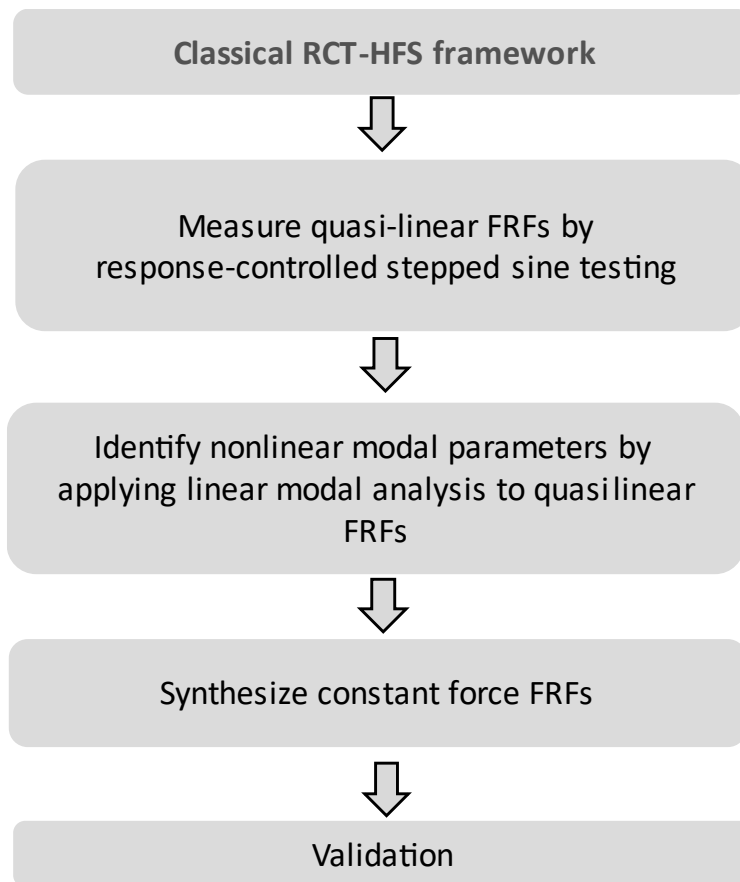 Classical RCT-HFS framework
Measure quasi-linear FRFs by
response-controlled stepped sine testing
Identify nonlinear modal parameters by
applying linear modal analysis to quasilinear
FRFs
Synthesize constant force FRFs
Validation